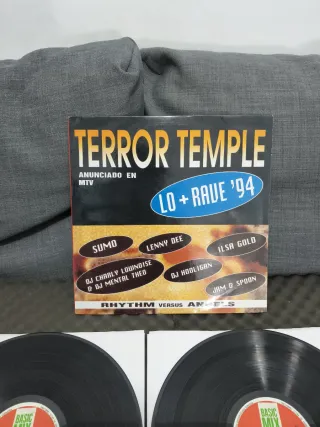 TERROR TEMPLE
ANUNCIADO EN
MTV
LO + RAVE '94
SUMO
LENNY DEE
ILSA GOLD
DJ CHARLY LOWNOISE
& DJ MENTAL THEO
DJ HOOLIGAN
JAM & SPOON
RHYTHM VERSUS ANGELS
BASIC
MIX
BASIC
MIX